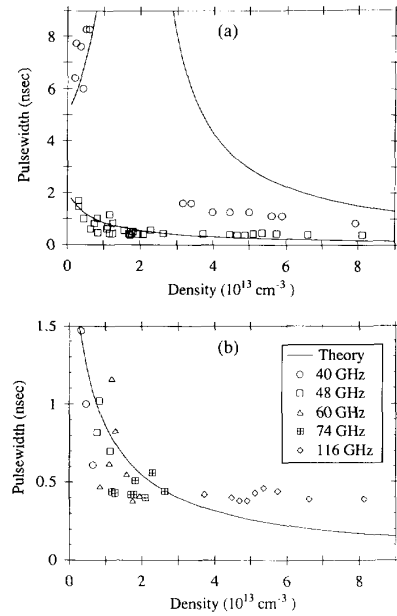 (a)
8
6
4
2
0
Pulsewidth (nsec)
0 2 4 6 8
Density (10¹³ cm⁻³)
(b)
1.5
1
0.5
0
Pulsewidth (nsec)
Theory
40 GHz
48 GHz
60 GHz
74 GHz
116 GHz
0 2 4 6 8
Density (10¹³ cm⁻³)